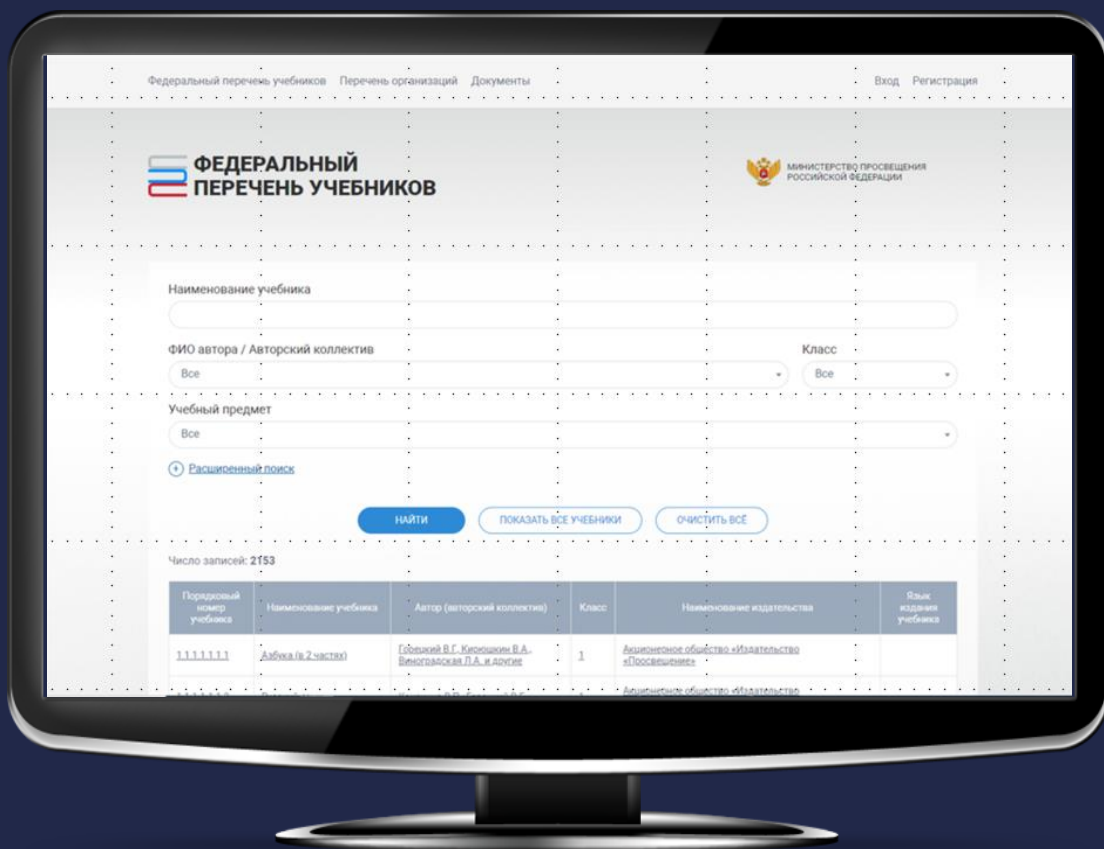 Федеральный перечень учебников Перечень организаций Документы Вход Регистрация
ФЕДЕРАЛЬНЫЙ
ПЕРЕЧЕНЬ УЧЕБНИКОВ
МИНИСТЕРСТВО ПРОСВЕЩЕНИЯ
РОССИЙСКОЙ ФЕДЕРАЦИИ
Наименование учебника
ФИО автора / Авторский коллектив Класс
Все Все
Учебный предмет
Все
Расширенный поиск
НАЙТИ ПОКАЗАТЬ ВСЕ УЧЕБНИКИ ОЧИСТИТЬ ВСЁ
Число записей: 2153
Порядковый
номер
учебника
Наименование учебника
Автор (авторский коллектив)
Класс
Наименование издательства
Язык
издания
учебника
1.1.1.1.1.1
Азбука (в 2 частях)
Горецкий В.Г., Кирюшкин В.А.,
Виноградская Л.А. и другие
1
Акционерное общество «Издательство
«Просвещение»
Акционерное общество «Издательство